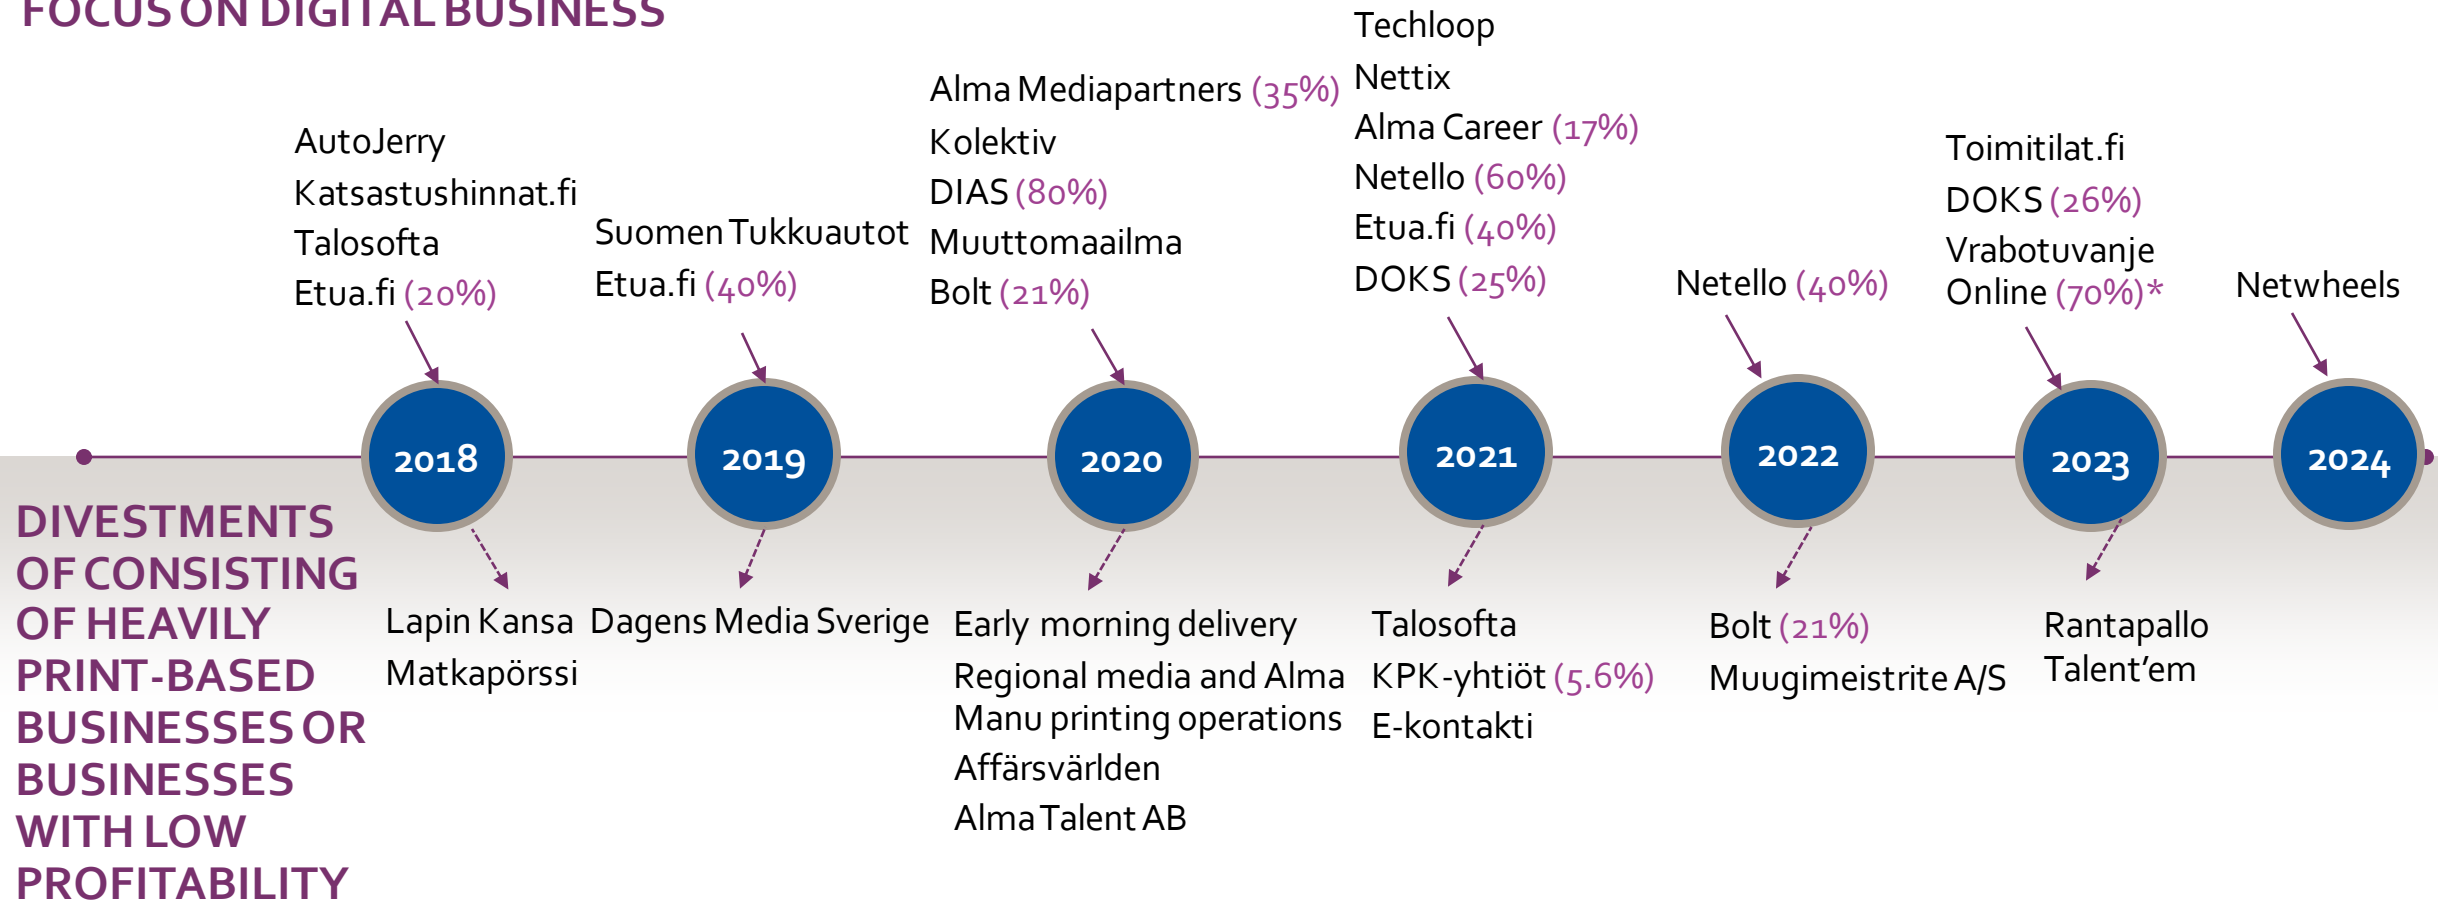 FOCUS ON DIGITAL BUSINESS
AutoJerry
Katsastushinnat.fi
Talosofta
Etua.fi (20%)
Suomen Tukkuautot
Etua.fi (40%)
Alma Mediapartners (35%)
Kolektiv
DIAS (80%)
Muuttomaailma
Bolt (21%)
Techloop
Nettix
Alma Career (17%)
Netello (60%)
Etua.fi (40%)
DOKS (25%)
Netello (40%)
Toimitilat.fi
DOKS (26%)
Vrabotuvanje
Online (70%)*
Netwheels
2018
2019
2020
2021
2022
2023
2024
DIVESTMENTS
OF CONSISTING
OF HEAVILY
PRINT-BASED
BUSINESSES OR
BUSINESSES
WITH LOW
PROFITABILITY
Lapin Kansa
Matkapörssi
Dagens Media Sverige
Early morning delivery
Regional media and Alma
Manu printing operations
Affärsvärlden
Alma Talent AB
Talosofta
KPK-yhtiöt (5.6%)
E-kontakti
Bolt (21%)
Muugimeistrite A/S
Rantapallo
Talent'em